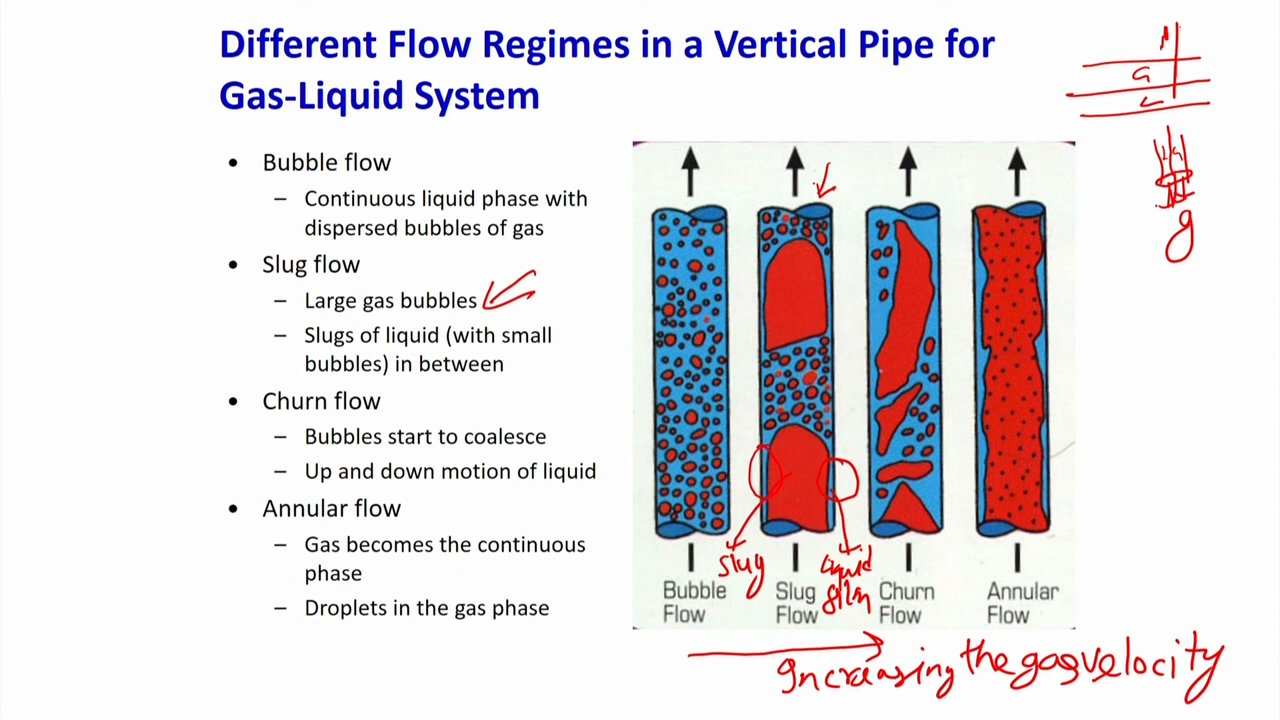 Different Flow Regimes in a Vertical Pipe for
Gas-Liquid System
• Bubble flow
– Continuous liquid phase with
dispersed bubbles of gas
• Slug flow
– Large gas bubbles
– Slugs of liquid (with small
bubbles) in between
• Churn flow
– Bubbles start to coalesce
– Up and down motion of liquid
• Annular flow
– Gas becomes the continuous
phase
– Droplets in the gas phase
G
L
g
slug
liquid
film
Bubble
Flow
Slug
Flow
Churn
Flow
Annular
Flow
Increasing the gas velocity